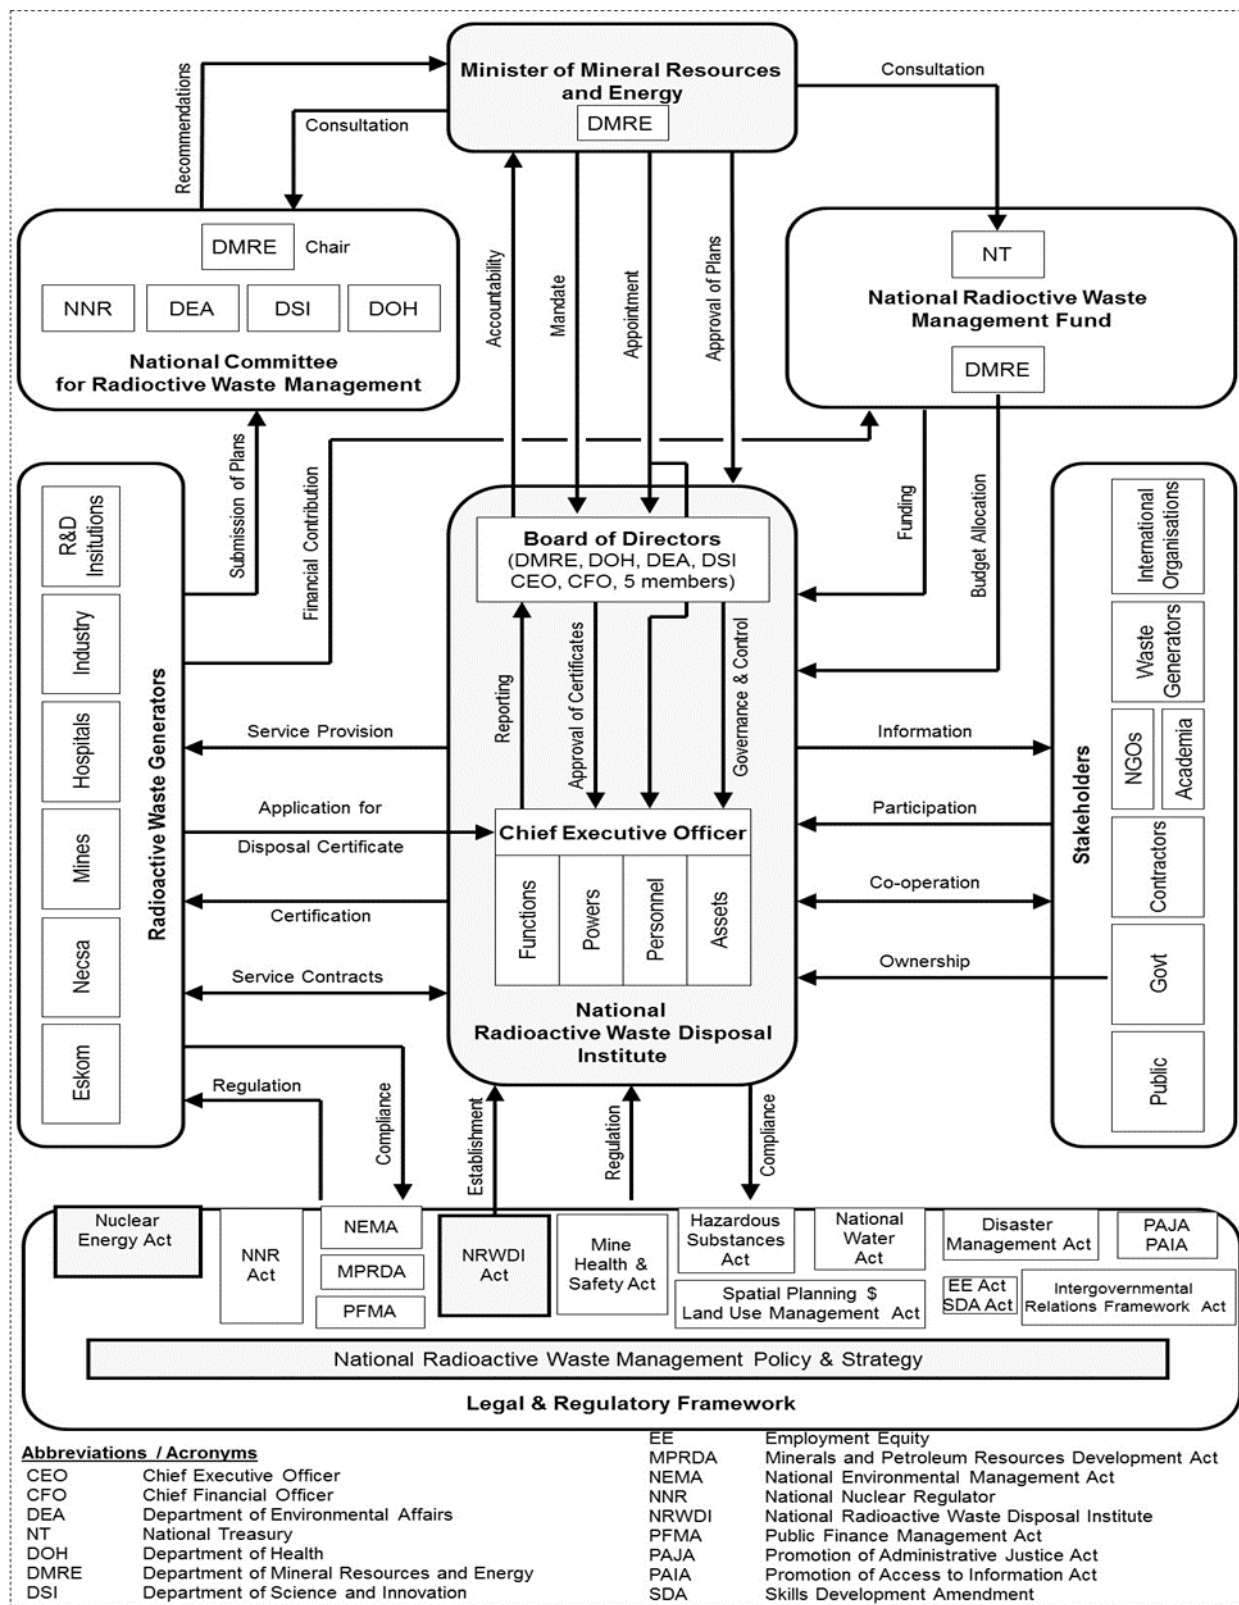 Minister of Mineral Resources
and Energy
DMRE
Consultation
Consultation
Recommendations
DMRE
Chair
NNR
DEA
DSI
DOH
National Committee
for Radioctive Waste Management
NT
National Radioctive Waste
Management Fund
DMRE
Accountability
Mandate
Appointment
Approval of Plans
Submission of Plans
Financial Contribution
Funding
Budget Allocation
R&D
Insitutions
Industry
Hospitals
Mines
Necsa
Eskom
Radioactive Waste Generators
Board of Directors
(DMRE, DOH, DEA, DSI
CEO, CFO, 5 members)
Reporting
Approval of Certificates
Governance & Control
Chief Executive Officer
Functions
Powers
Personnel
Assets
National
Radioactive Waste Disposal
Institute
Service Provision
Application for
Disposal Certificate
Certification
Service Contracts
Regulation
Compliance
Information
Participation
Co-operation
Ownership
Stakeholders
International
Organisations
Waste
Generators
NGOs
Academia
Contractors
Govt
Public
Establishment
Regulation
Compliance
Nuclear
Energy Act
NNR
Act
NEMA
MPRDA
PFMA
NRWDI
Act
Mine
Health &
Safety Act
Hazardous
Substances
Act
National
Water
Act
Disaster
Management Act
PAJA
PAIA
Spatial Planning $
Land Use Management Act
EE Act
SDA Act
Intergovernmental
Relations Framework Act
National Radioactive Waste Management Policy & Strategy
Legal & Regulatory Framework
Abbreviations / Acronyms
CEO Chief Executive Officer
CFO Chief Financial Officer
DEA Department of Environmental Affairs
NT National Treasury
DOH Department of Health
DMRE Department of Mineral Resources and Energy
DSI Department of Science and Innovation
EE Employment Equity
MPRDA Minerals and Petroleum Resources Development Act
NEMA National Environmental Management Act
NNR National Nuclear Regulator
NRWDI National Radioactive Waste Disposal Institute
PFMA Public Finance Management Act
PAJA Promotion of Administrative Justice Act
PAIA Promotion of Access to Information Act
SDA Skills Development Amendment